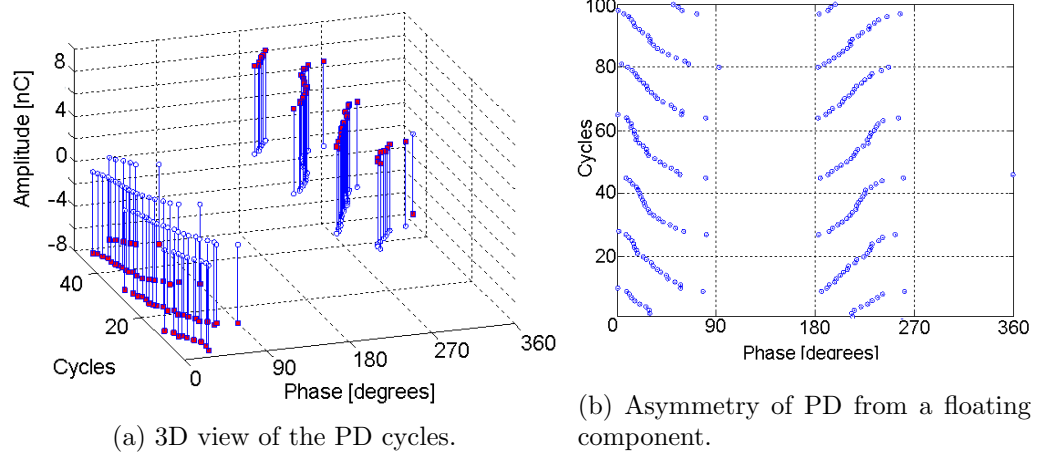 8
4
0
-4
-8
Amplitude [nC]
40
20
Cycles
0
90
180
270
360
Phase [degrees]
(a) 3D view of the PD cycles.
100
80
60
40
20
Cycles
0
90
180
270
360
Phase [degrees]
(b) Asymmetry of PD from a floating
component.